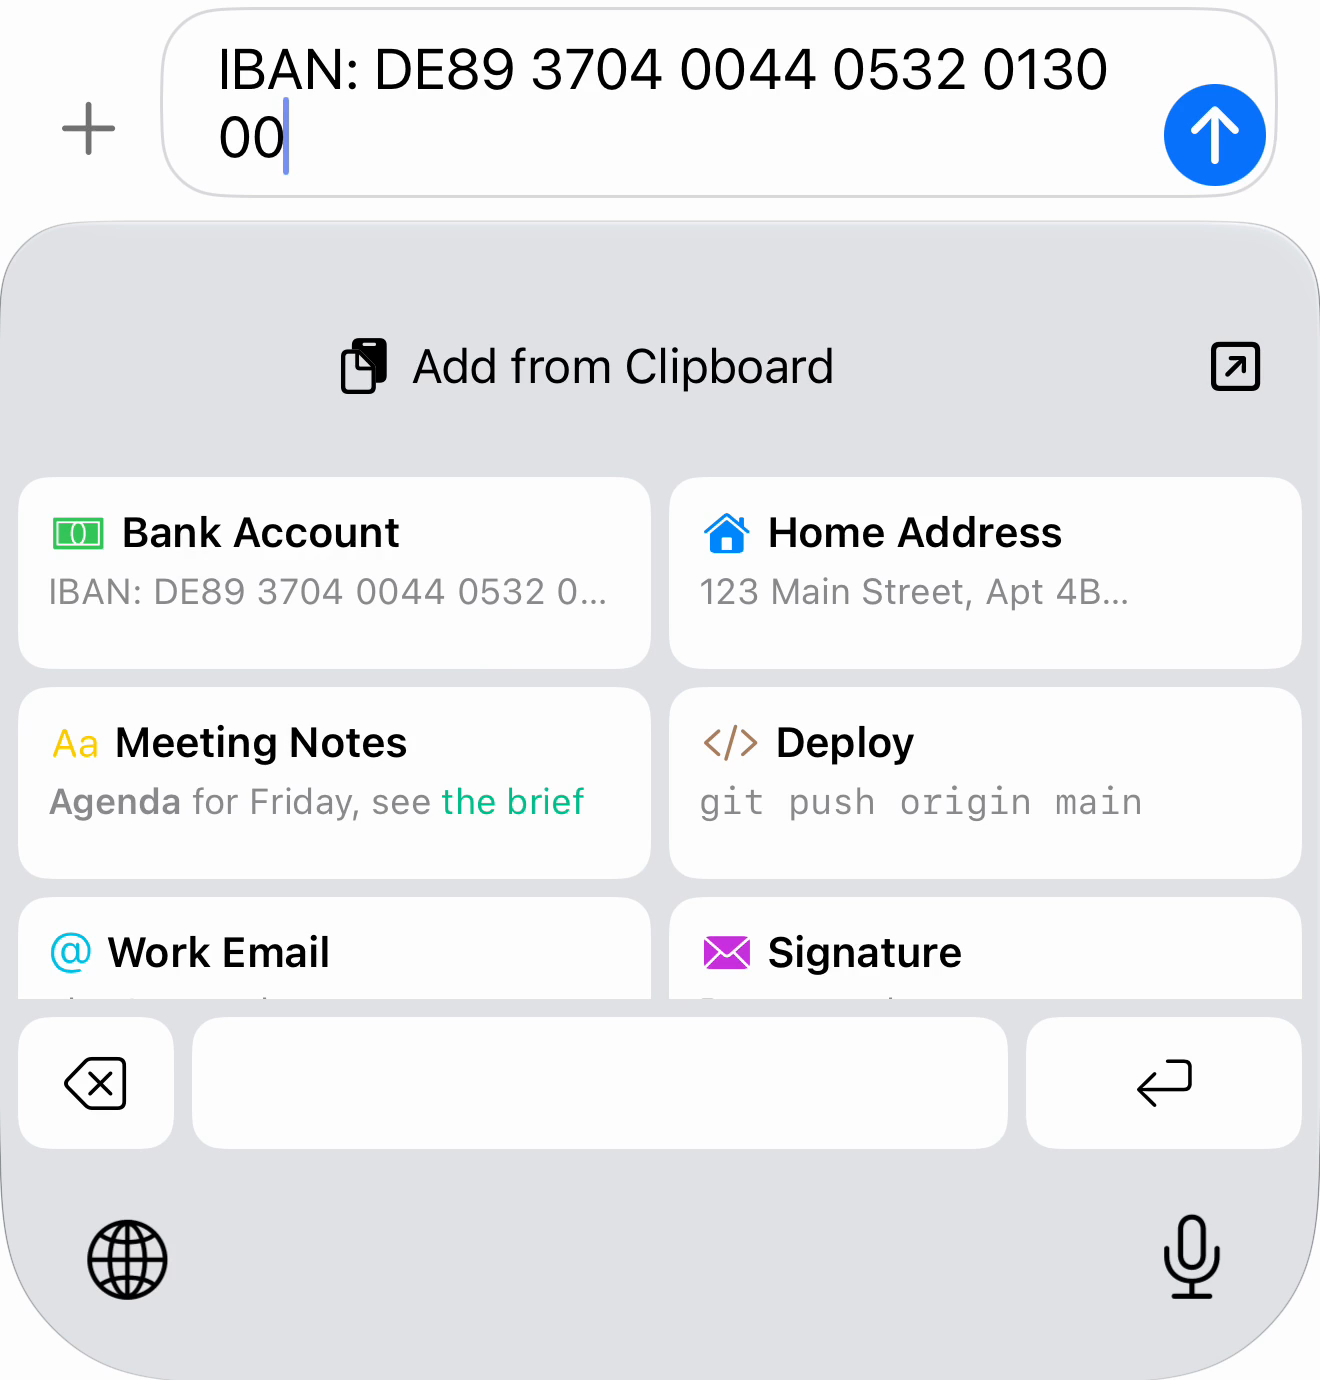 IBAN: DE89 3704 0044 0532 0130
00
Add from Clipboard
Bank Account
IBAN: DE89 3704 0044 0532 0...
Home Address
123 Main Street, Apt 4B...
Aa Meeting Notes
Agenda for Friday, see the brief
</> Deploy
git push origin main
@ Work Email
Signature